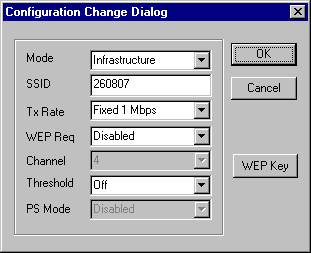 Configuration Change Dialog
Mode Infrastructure OK
SSID 260807
Cancel
Tx Rate Fixed 1 Mbps
WEP Req Disabled
Channel 4
WEP Key
Threshold Off
PS Mode Disabled